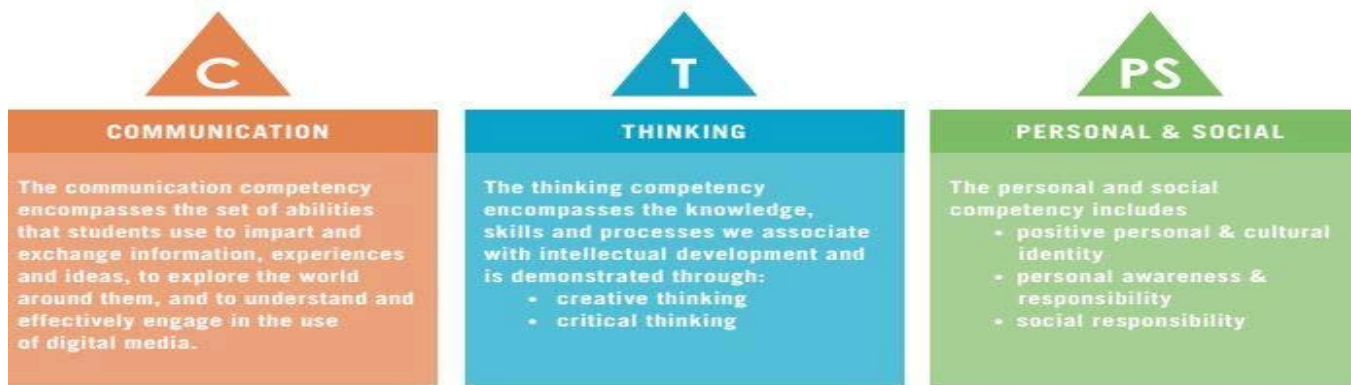 C
COMMUNICATION
The communication competency
encompasses the set of abilities
that students use to impart and
exchange information, experiences
and ideas, to explore the world
around them, and to understand and
effectively engage in the use
of digital media.
T
THINKING
The thinking competency
encompasses the knowledge,
skills and processes we associate
with intellectual development and
is demonstrated through:
• creative thinking
• critical thinking
PS
PERSONAL & SOCIAL
The personal and social
competency includes
• positive personal & cultural
identity
• personal awareness &
responsibility
• social responsibility